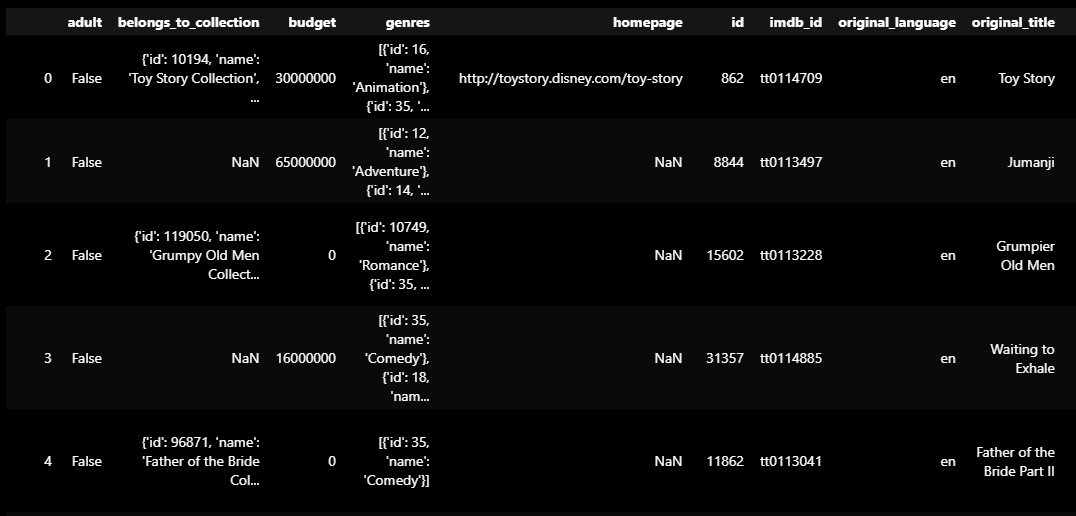 adult belongs_to_collection budget genres homepage id imdb_id original_language original_title
0 False {'id': 10194, 'name': 'Toy Story Collection', ... 30000000 [{'id': 16, 'name': 'Animation'}, {'id': 35, '... http://toystory.disney.com/toy-story 862 tt0114709 en Toy Story
1 False NaN 65000000 [{'id': 12, 'name': 'Adventure'}, {'id': 14, '... NaN 8844 tt0113497 en Jumanji
2 False {'id': 119050, 'name': 'Grumpy Old Men Collect... 0 [{'id': 10749, 'name': 'Romance'}, {'id': 35, ... NaN 15602 tt0113228 en Grumpier Old Men
3 False NaN 16000000 [{'id': 35, 'name': 'Comedy'}, {'id': 18, 'nam... NaN 31357 tt0114885 en Waiting to Exhale
4 False {'id': 96871, 'name': 'Father of the Bride Col... 0 [{'id': 35, 'name': 'Comedy'}] NaN 11862 tt0113041 en Father of the Bride Part II